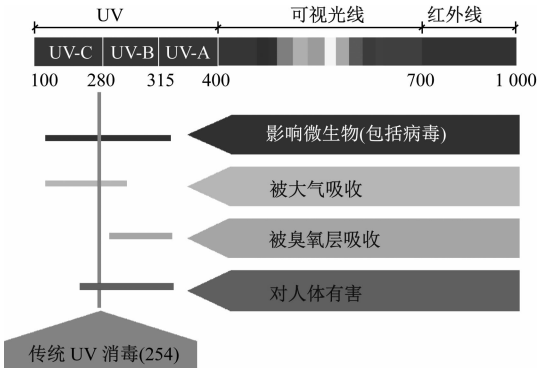 UV 可视光线 红外线
UV-C UV-B UV-A
100 280 315 400 700 1 000
影响微生物(包括病毒)
被大气吸收
被臭氧层吸收
对人体有害
传统 UV 消毒(254)